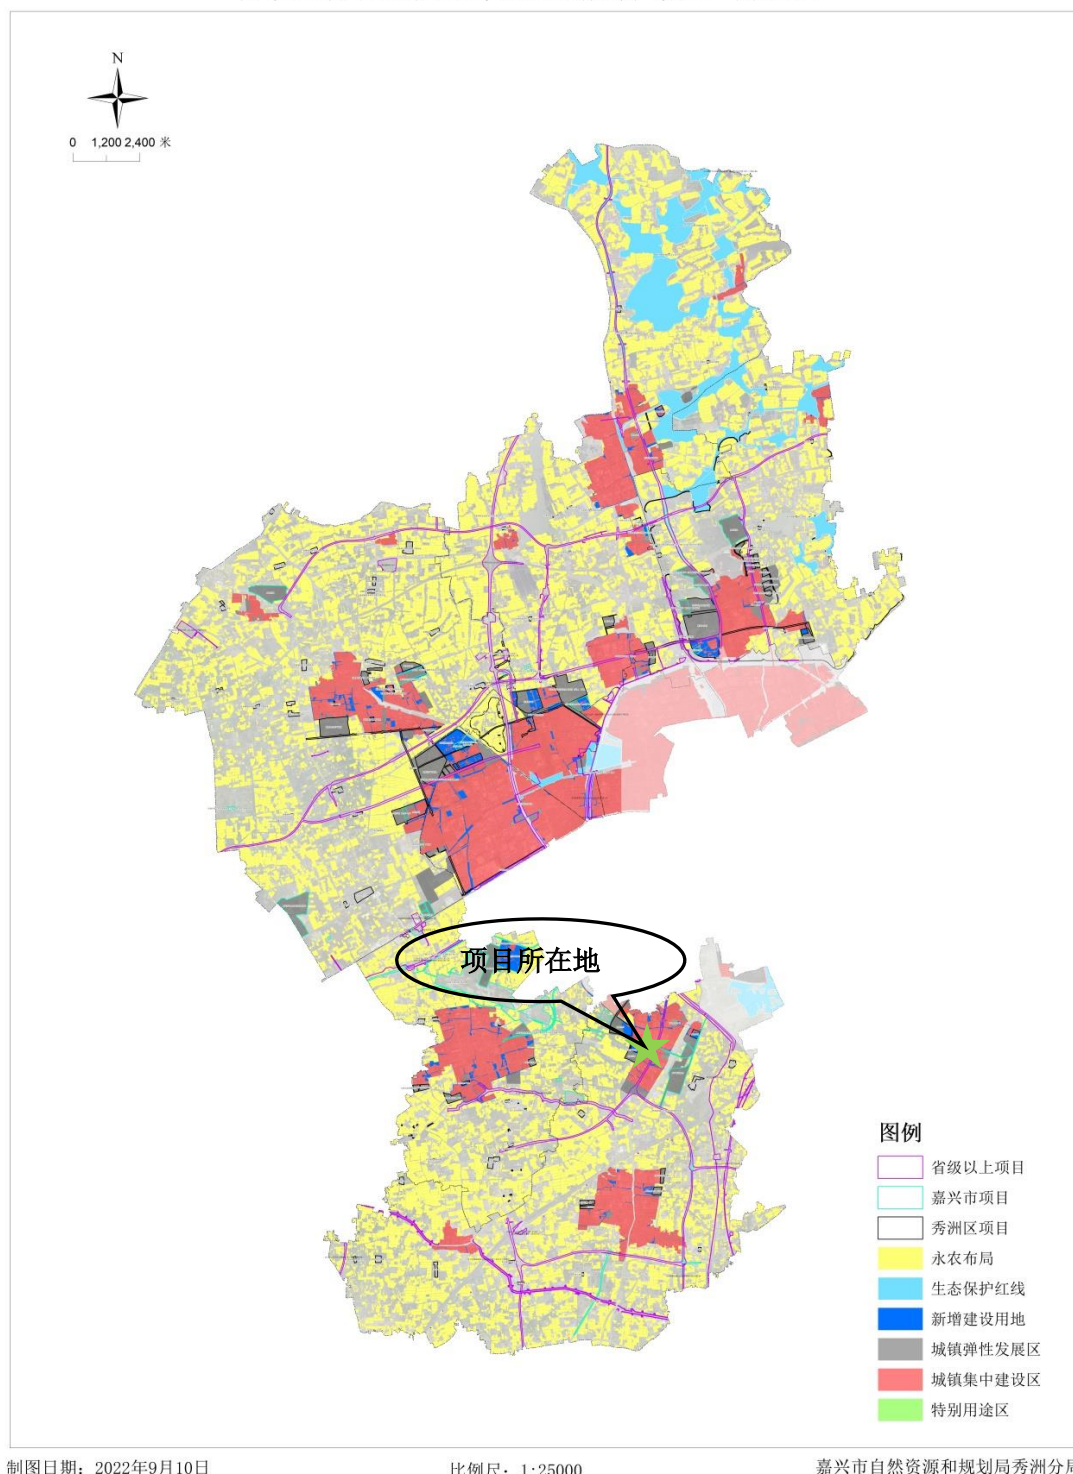 N
0 1,200 2,400 米
项目所在地
图例
省级以上项目
嘉兴市项目
秀洲区项目
永农布局
生态保护红线
新增建设用地
城镇弹性发展区
城镇集中建设区
特别用途区
制图日期：2022年9月10日
比例尺：1:25000
嘉兴市自然资源和规划局秀洲分局